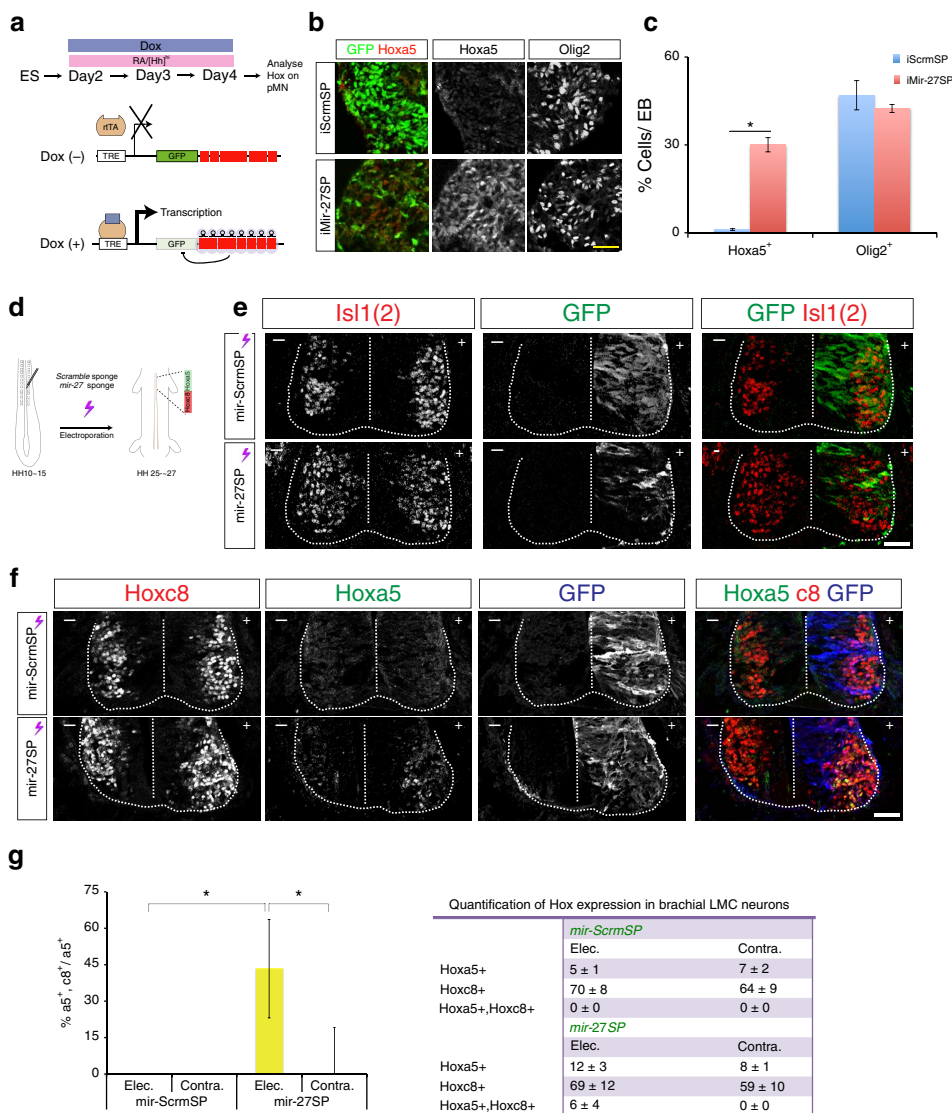 a
Dox
RA/[Hh]hi
ES Day2 Day3 Day4
Analyse
Hox on
pMN
rtTA
Dox (−) TRE GFP
Transcription
Dox (+) TRE GFP
b
GFP Hoxa5 Hoxa5 Olig2
iScrmSP
iMir-27SP
c
iScrmSP
iMir-27SP
% Cells/ EB
60
30
0
*
Hoxa5+ Olig2+
d
Scramble sponge
mir-27 sponge
Electroporation
HH10~15 HH 25-~27
Hoxa5
Hoxc8
e
Isl1(2) GFP GFP Isl1(2)
mir-ScrmSP
− + − + − +
mir-27SP
− + − + - +
f
Hoxc8 Hoxa5 GFP Hoxa5 c8 GFP
mir-ScrmSP
− + − + − + − +
mir-27SP
− + − + − + − +
g
% a5+, c8+/ a5+
75
60
45
30
15
0
* *
Elec. Contra. Elec. Contra.
mir-ScrmSP mir-27SP
Quantification of Hox expression in brachial LMC neurons
mir-ScrmSP
Elec. Contra.
Hoxa5+ 5 ± 1 7 ± 2
Hoxc8+ 70 ± 8 64 ± 9
Hoxa5+,Hoxc8+ 0 ± 0 0 ± 0
mir-27SP
Elec. Contra.
Hoxa5+ 12 ± 3 8 ± 1
Hoxc8+ 69 ± 12 59 ± 10
Hoxa5+,Hoxc8+ 6 ± 4 0 ± 0